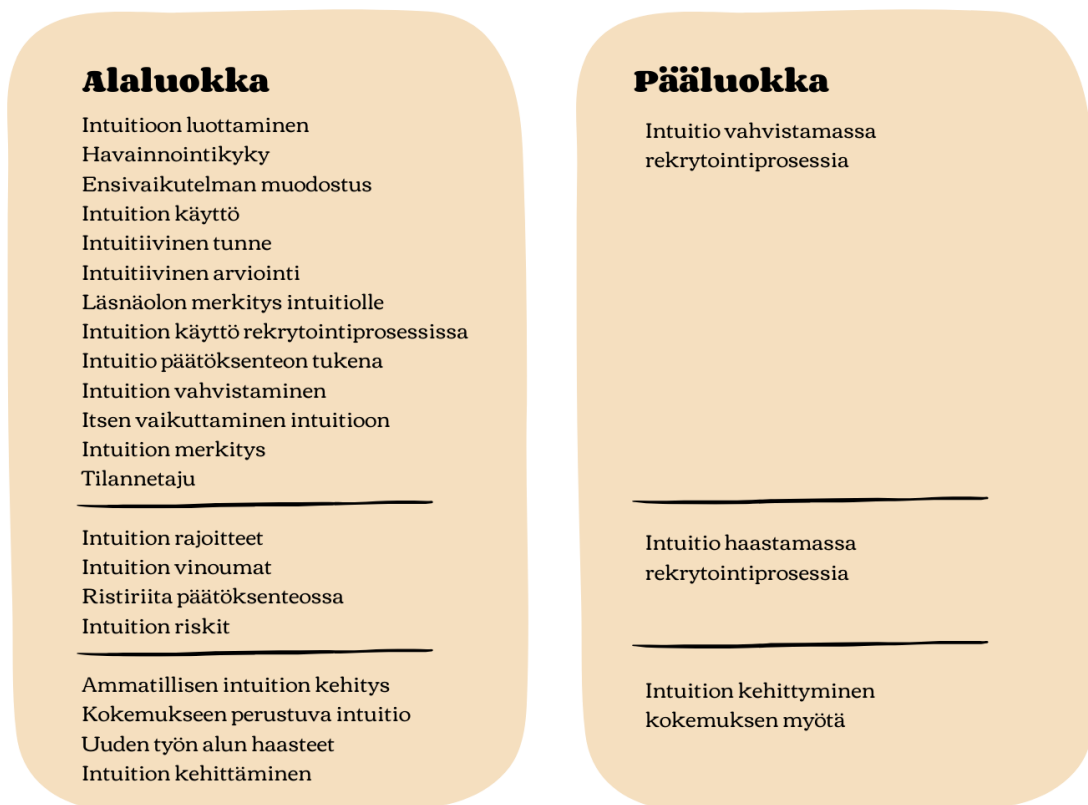 Alaluokka
Intuitioon luottaminen
Havainnointikyky
Ensivaikutelman muodostus
Intuition käyttö
Intuitiivinen tunne
Intuitiivinen arviointi
Läsnäolon merkitys intuitiolle
Intuition käyttö rekrytointiprosessissa
Intuitio päätöksenteon tukena
Intuition vahvistaminen
Itsen vaikuttaminen intuitioon
Intuition merkitys
Tilannetaju
Intuition rajoitteet
Intuition vinoumat
Ristiriita päätöksenteossa
Intuition riskit
Ammatillisen intuition kehitys
Kokemukseen perustuva intuitio
Uuden työn alun haasteet
Intuition kehittäminen
Pääluokka
Intuitio vahvistamassa
rekrytointiprosessia
Intuitio haastamassa
rekrytointiprosessia
Intuition kehittyminen
kokemuksen myötä